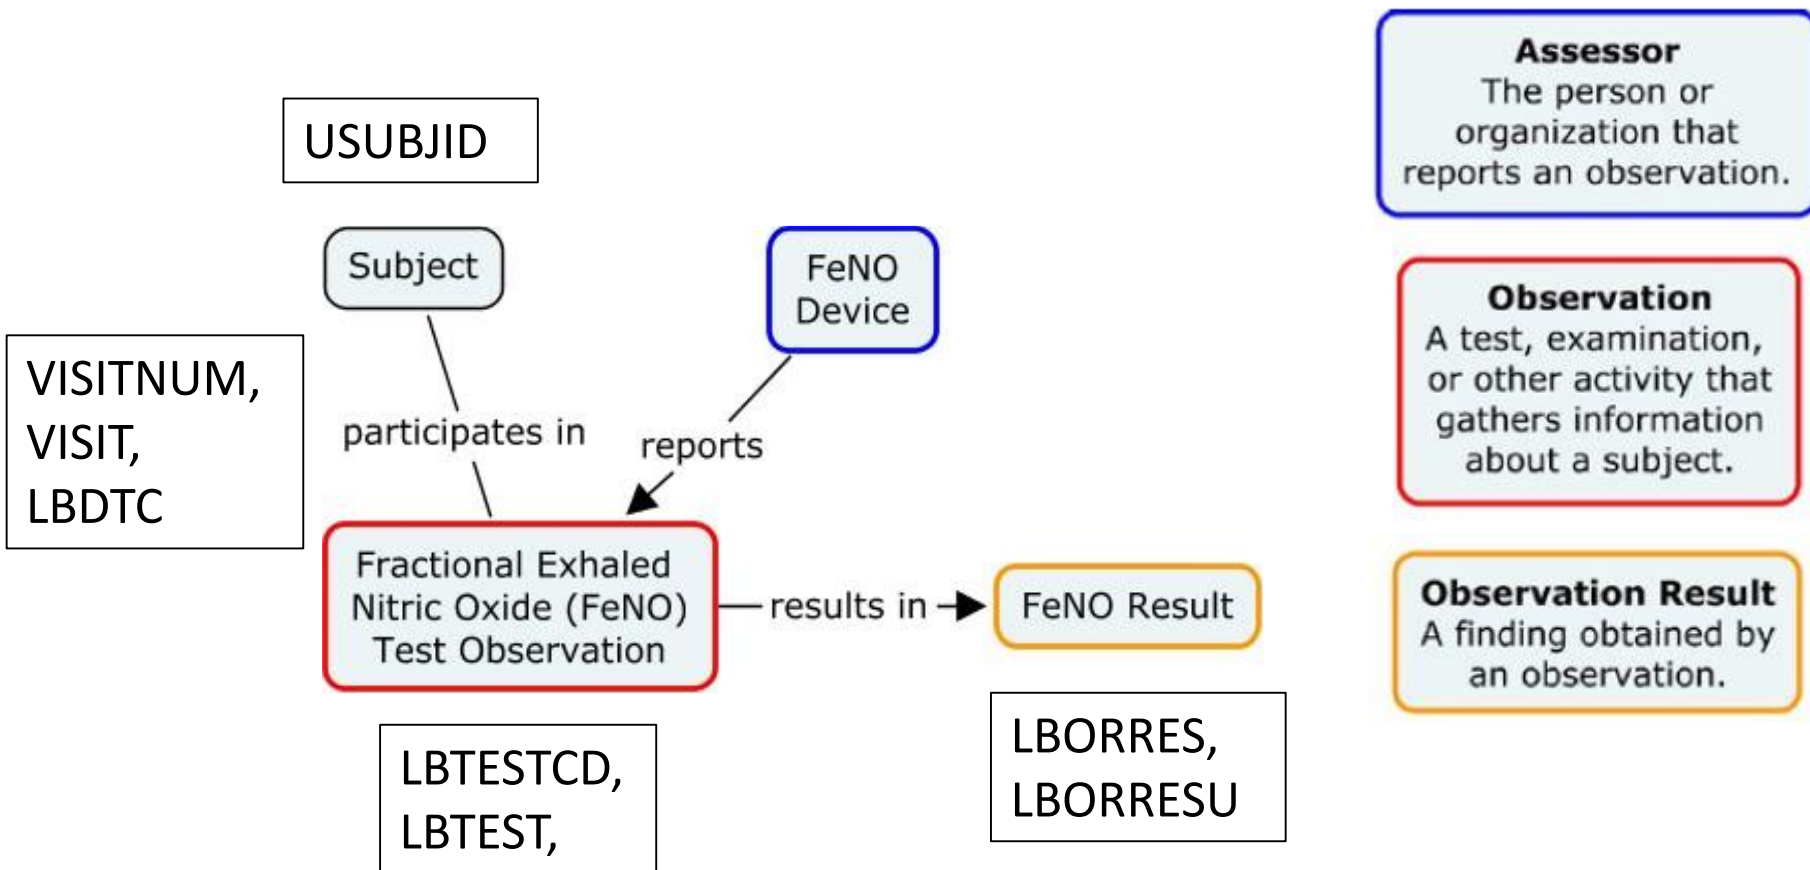 USUBJID
Subject
FeNO
Device
VISITNUM,
VISIT,
LBDTC
participates in
reports
Fractional Exhaled
Nitric Oxide (FeNO)
Test Observation
results in
FeNO Result
LBTESTCD,
LBTEST,
LBORRES,
LBORRESU
Assessor
The person or
organization that
reports an observation.
Observation
A test, examination,
or other activity that
gathers information
about a subject.
Observation Result
A finding obtained by
an observation.